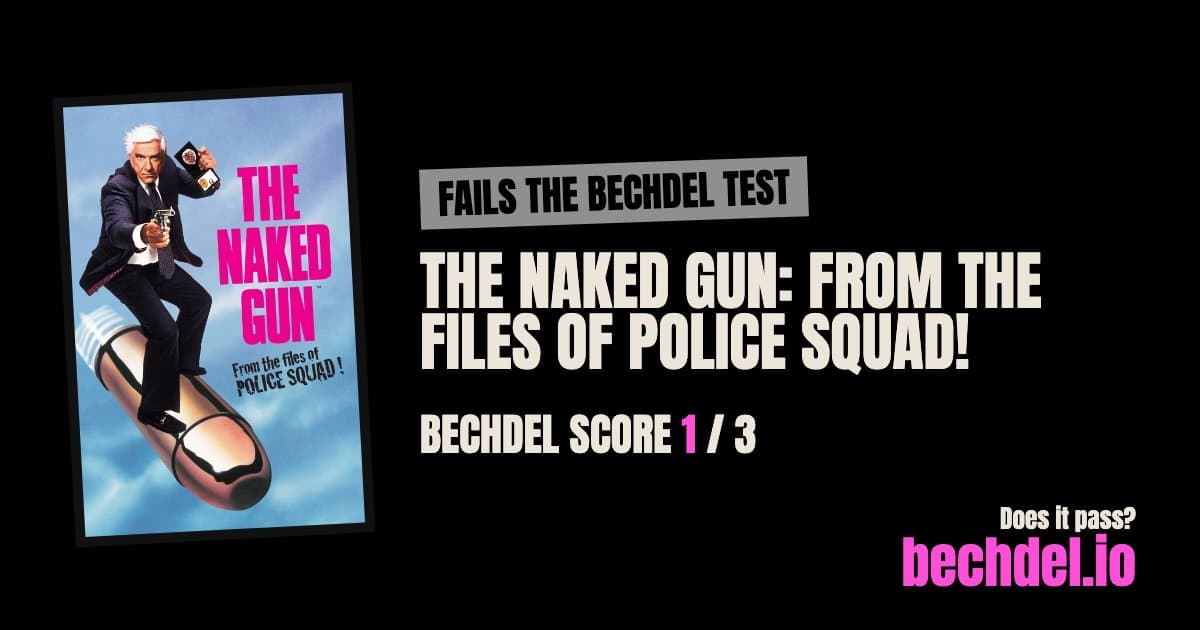 THE
NAKED
GUN™
From the files of
POLICE SQUAD!
FAILS THE BECHDEL TEST
THE NAKED GUN: FROM THE
FILES OF POLICE SQUAD!
BECHDEL SCORE 1 / 3
Does it pass?
bechdel.io